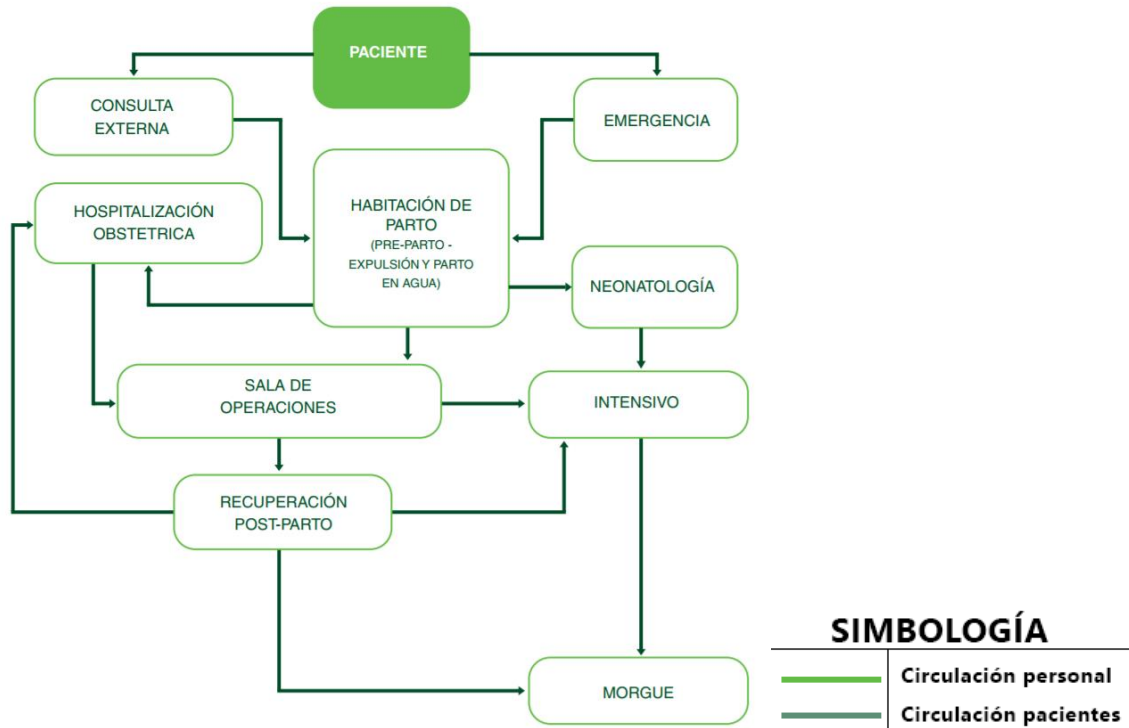 PACIENTE
CONSULTA
EXTERNA
EMERGENCIA
HOSPITALIZACIÓN
OBSTETRICA
HABITACIÓN DE
PARTO
(PRE-PARTO -
EXPULSIÓN Y PARTO
EN AGUA)
NEONATOLOGÍA
SALA DE
OPERACIONES
INTENSIVO
RECUPERACIÓN
POST-PARTO
MORGUE
SIMBOLOGÍA
Circulación personal
Circulación pacientes